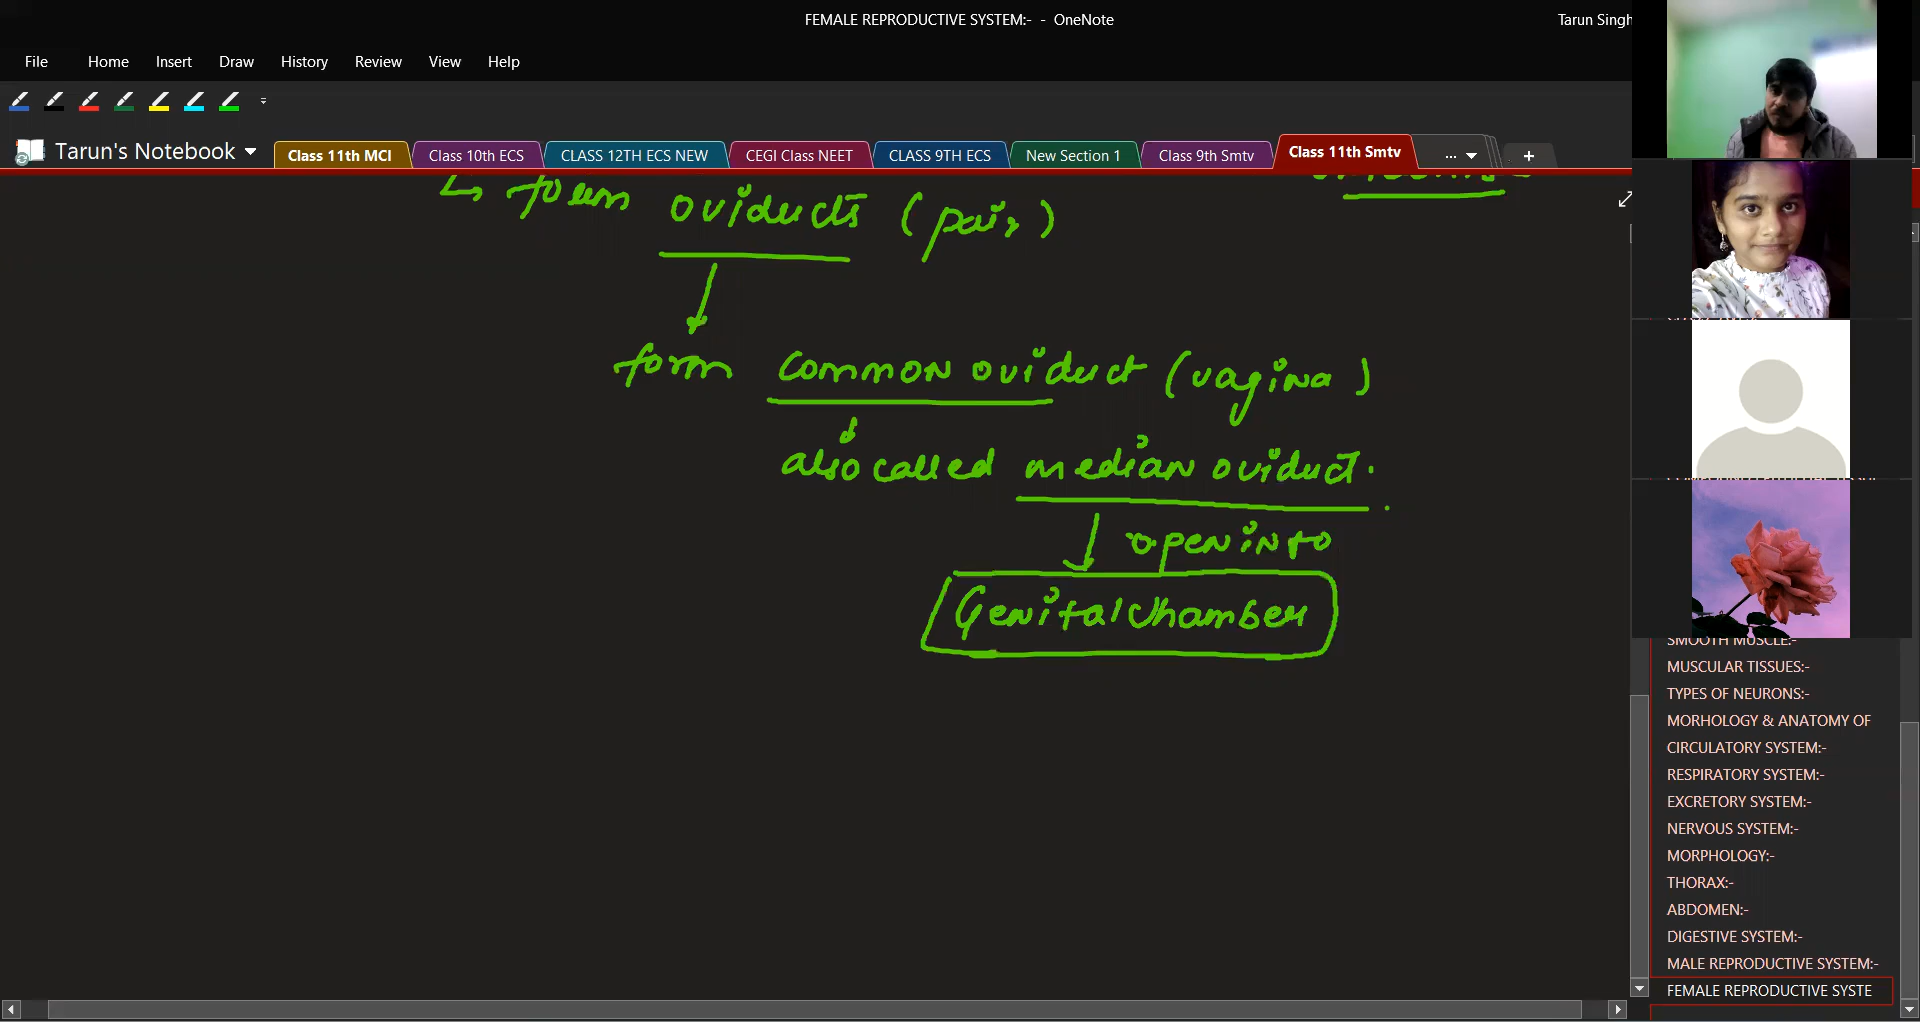 FEMALE REPRODUCTIVE SYSTEM:- - OneNote
Tarun Singh
File Home Insert Draw History Review View Help
Tarun's Notebook
Class 11th MCI
Class 10th ECS
CLASS 12TH ECS NEW
CEGI Class NEET
CLASS 9TH ECS
New Section 1
Class 9th Smtv
Class 11th Smtv
...
+
↳ form oviducts (pair)
form common oviduct (vagina)
also called median oviduct.
open into
Genital chamber
SMOOTH MUSCLE:-
MUSCULAR TISSUES:-
TYPES OF NEURONS:-
MORHOLOGY & ANATOMY OF
CIRCULATORY SYSTEM:-
RESPIRATORY SYSTEM:-
EXCRETORY SYSTEM:-
NERVOUS SYSTEM:-
MORPHOLOGY:-
THORAX:-
ABDOMEN:-
DIGESTIVE SYSTEM:-
MALE REPRODUCTIVE SYSTEM:-
FEMALE REPRODUCTIVE SYSTE